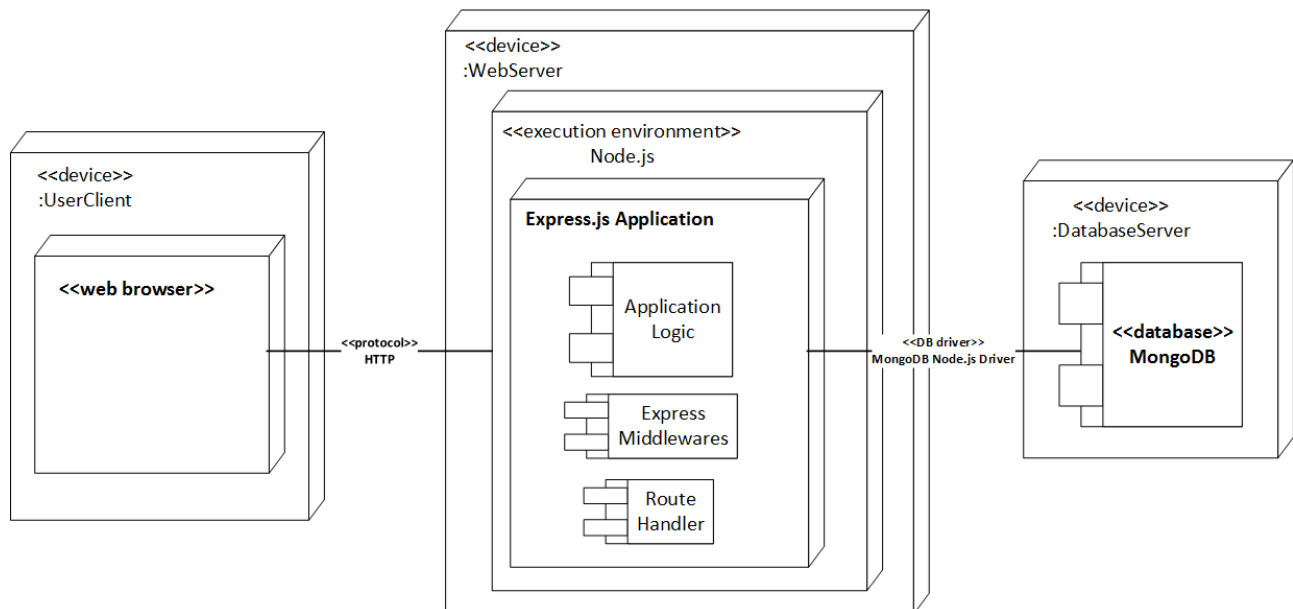 <<device>>
:UserClient
<<web browser>>
<<protocol>>
HTTP
<<device>>
:WebServer
<<execution environment>>
Node.js
Express.js Application
Application
Logic
Express
Middlewares
Route
Handler
<<DB driver>>
MongoDB Node.js Driver
<<device>>
:DatabaseServer
<<database>>
MongoDB